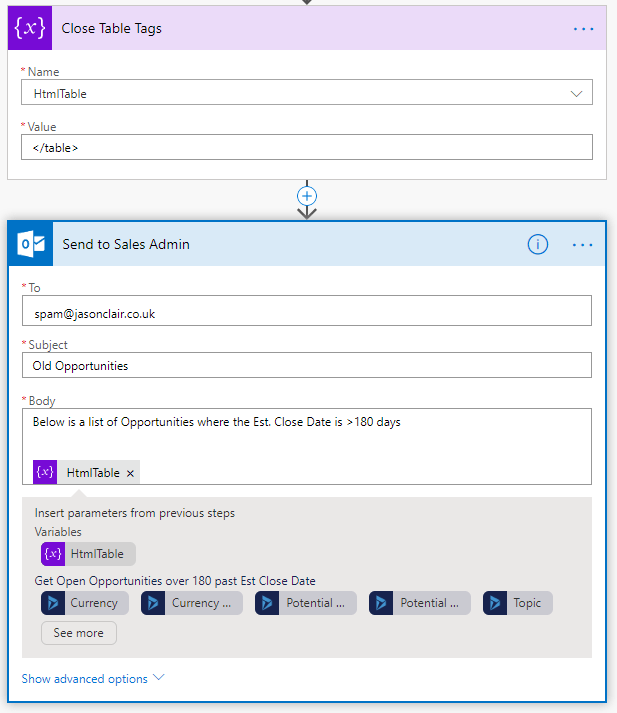 {x} Close Table Tags ...
* Name
HtmlTable
* Value
</table>
Send to Sales Admin
* To
spam@jasonclair.co.uk
* Subject
Old Opportunities
* Body
Below is a list of Opportunities where the Est. Close Date is >180 days
{x} HtmlTable ×
Insert parameters from previous steps
Variables
{x} HtmlTable
Get Open Opportunities over 180 past Est Close Date
Currency Currency ... Potential ... Potential ... Topic
See more
Show advanced options